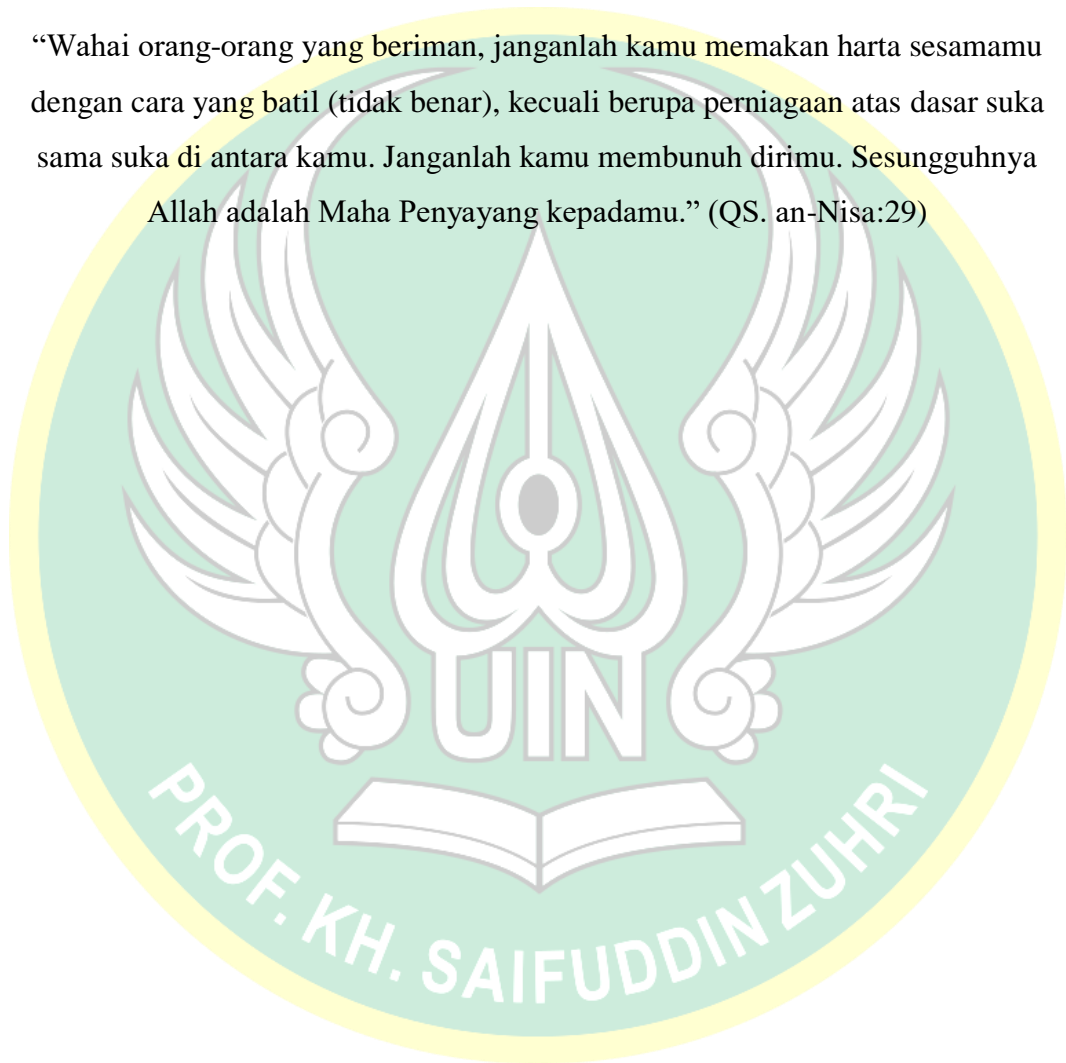 “Wahai orang-orang yang beriman, janganlah kamu memakan harta sesamamu
dengan cara yang batil (tidak benar), kecuali berupa perniagaan atas dasar suka
sama suka di antara kamu. Janganlah kamu membunuh dirimu. Sesungguhnya
Allah adalah Maha Penyayang kepadamu.” (QS. an-Nisa:29)
UIN
PROF. KH. SAIFUDDIN ZUHRI